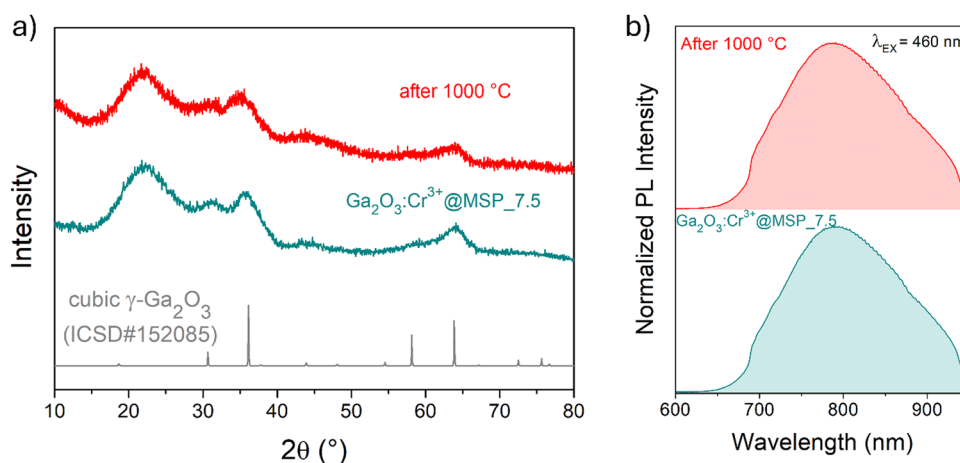 a)
after 1000 °C
Ga₂O₃:Cr³⁺@MSP_7.5
cubic γ-Ga₂O₃
(ICSD#152085)
Intensity
10 20 30 40 50 60 70 80
2θ (°)
b)
After 1000 °C
λEX = 460 nm
Ga₂O₃:Cr³⁺@MSP_7.5
Normalized PL Intensity
600 700 800 900
Wavelength (nm)